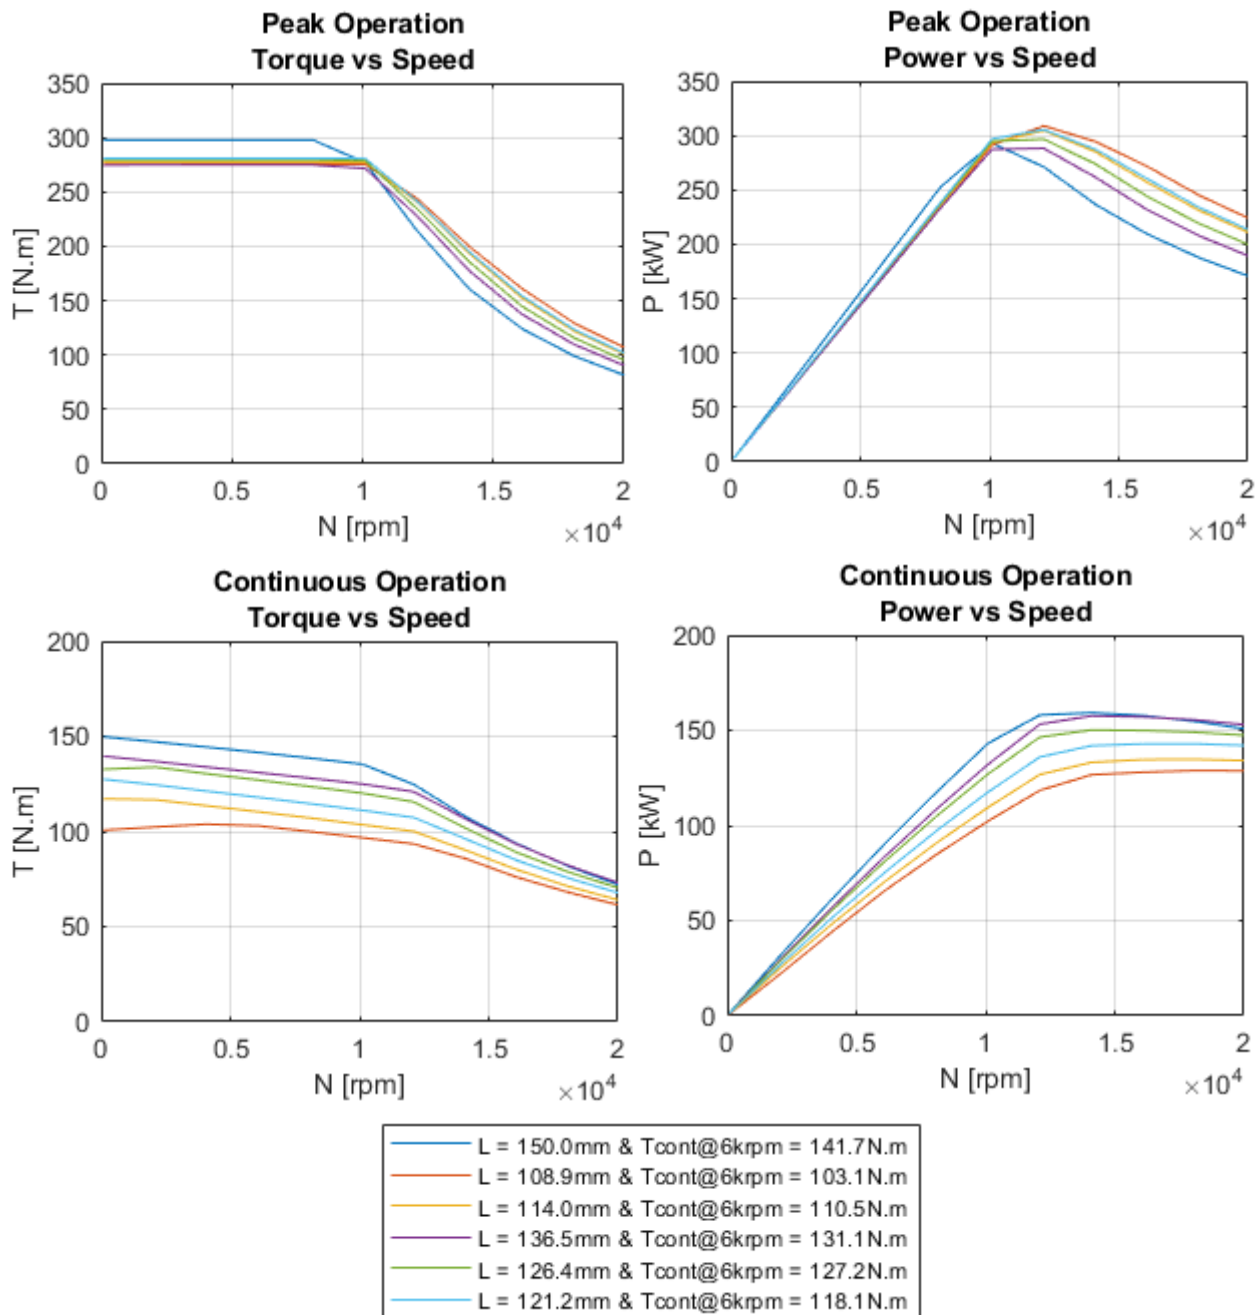 Peak Operation
Torque vs Speed
350
300
250
200
150
100
50
0
T [N.m]
0
0.5
1
1.5
2
N [rpm]
×10^4
Peak Operation
Power vs Speed
350
300
250
200
150
100
50
0
P [kW]
0
0.5
1
1.5
2
N [rpm]
×10^4
Continuous Operation
Torque vs Speed
200
150
100
50
0
T [N.m]
0
0.5
1
1.5
2
N [rpm]
×10^4
Continuous Operation
Power vs Speed
200
150
100
50
0
P [kW]
0
0.5
1
1.5
2
N [rpm]
×10^4
L = 150.0mm & Tcont@6krpm = 141.7N.m
L = 108.9mm & Tcont@6krpm = 103.1N.m
L = 114.0mm & Tcont@6krpm = 110.5N.m
L = 136.5mm & Tcont@6krpm = 131.1N.m
L = 126.4mm & Tcont@6krpm = 127.2N.m
L = 121.2mm & Tcont@6krpm = 118.1N.m